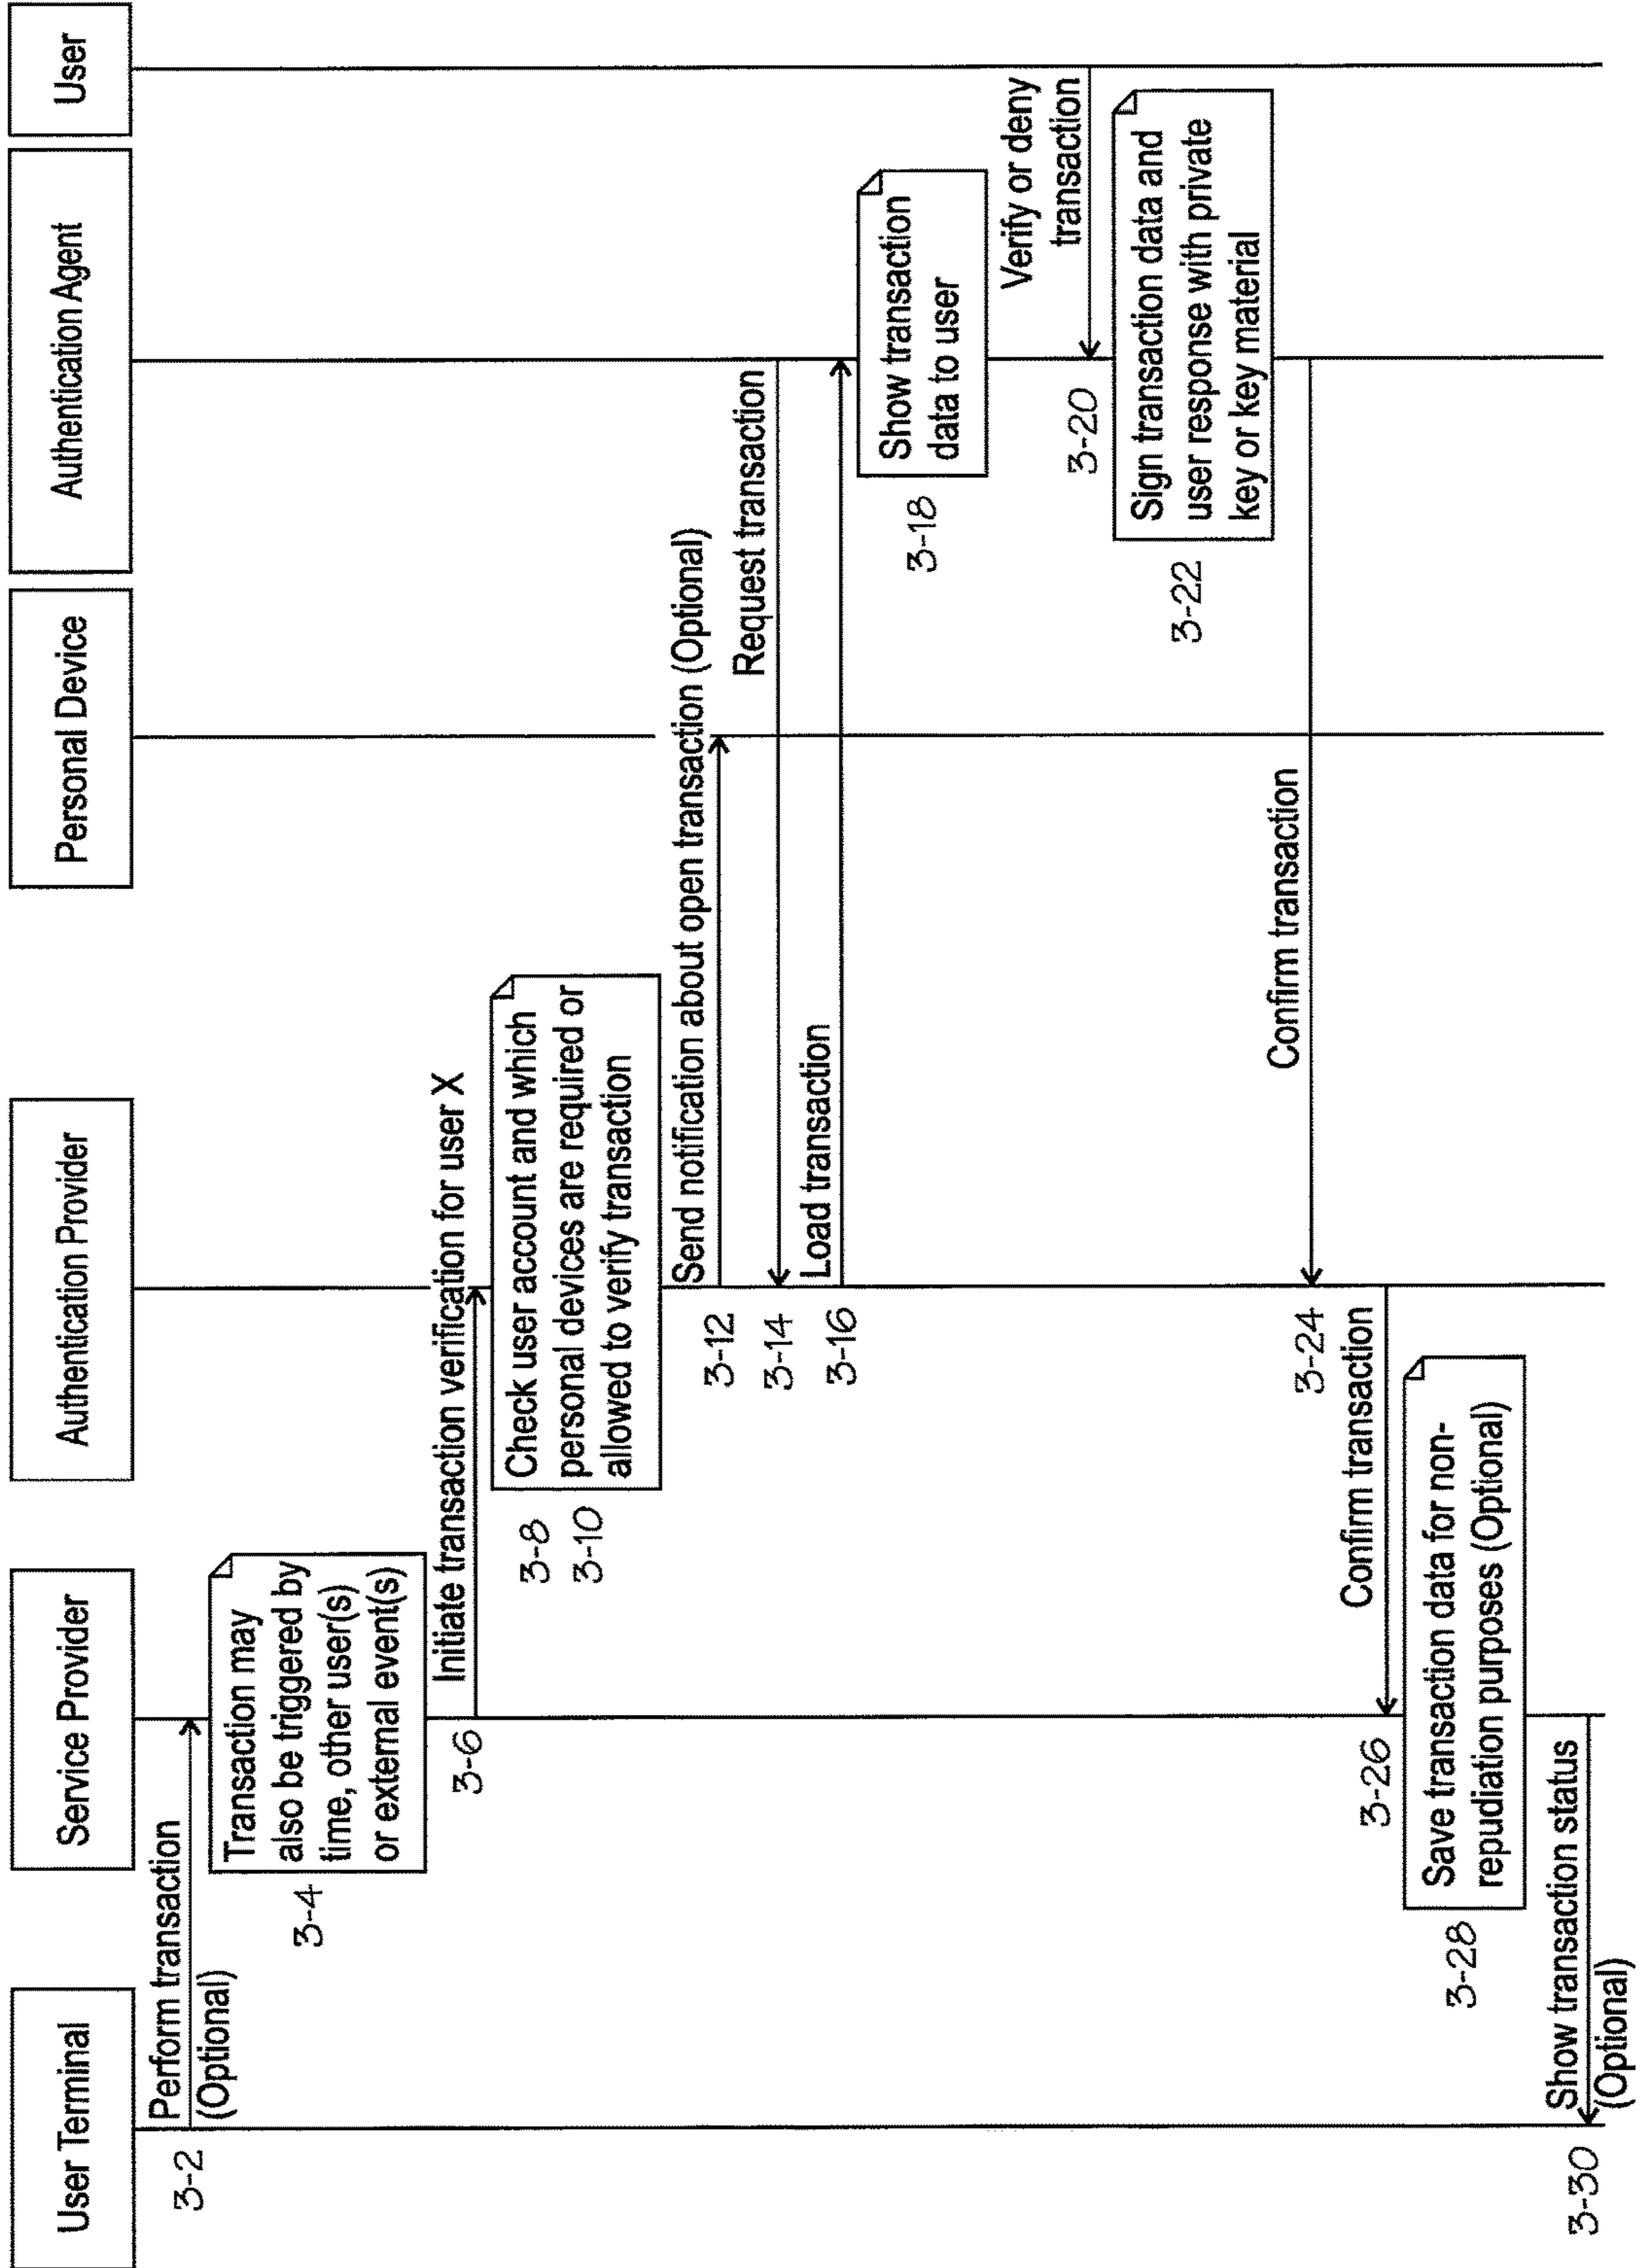 User Terminal
Service Provider
Authentication Provider
Personal Device
Authentication Agent
User
3-2
Perform transaction
(Optional)
3-4
Transaction may
also be triggered by
time, other user(s)
or external event(s)
Initiate transaction verification for user X
3-6
3-8
3-10
Check user account and which
personal devices are required or
allowed to verify transaction
Send notification about open transaction (Optional)
3-12
Request transaction
3-14
Load transaction
3-16
3-18
Show transaction
data to user
Verify or deny
transaction
3-20
3-22
Sign transaction data and
user response with private
key or key material
Confirm transaction
3-24
Confirm transaction
3-26
3-28
Save transaction data for non-
repudiation purposes (Optional)
Show transaction status
(Optional)
3-30